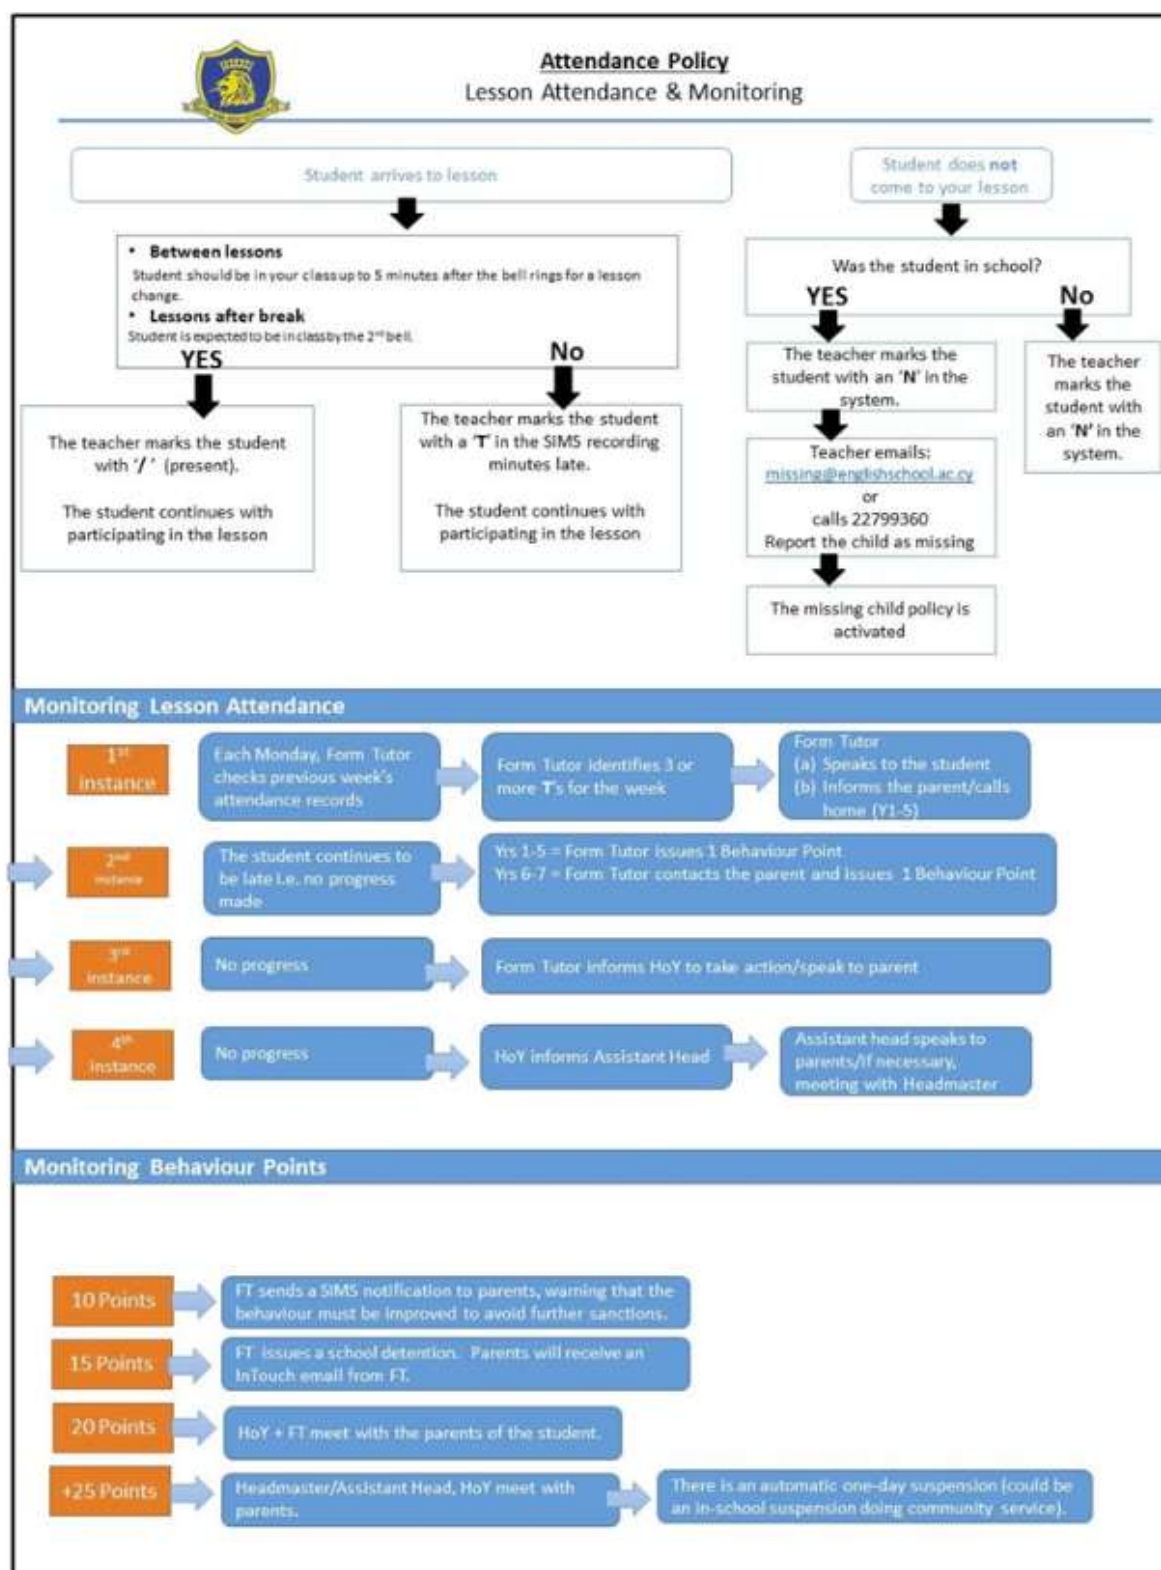 Attendance Policy
Lesson Attendance & Monitoring
Student arrives to lesson
• Between lessons
Student should be in your class up to 5 minutes after the bell rings for a lesson
change.
• Lessons after break
Student is expected to be in class by the 2nd bell.
YES
No
The teacher marks the student
with '/ ' (present).
The student continues with
participating in the lesson
The teacher marks the student
with a 'T' in the SIMS recording
minutes late.
The student continues with
participating in the lesson
Student does not
come to your lesson
Was the student in school?
YES
No
The teacher marks the
student with an 'N' in the
system.
Teacher emails:
missing@englishschool.ac.cy
or
calls 22799360
Report the child as missing
The missing child policy is
activated
The teacher
marks the
student with
an 'N' in the
system.
Monitoring Lesson Attendance
1st
instance
Each Monday, Form Tutor
checks previous week's
attendance records
Form Tutor identifies 3 or
more T's for the week
Form Tutor
(a) Speaks to the student
(b) Informs the parent/calls
home (Y1-5)
2nd
instance
The student continues to
be late i.e. no progress
made
Yrs 1-5 = Form Tutor issues 1 Behaviour Point
Yrs 6-7 = Form Tutor contacts the parent and issues 1 Behaviour Point
3rd
instance
No progress
Form Tutor informs HoY to take action/speak to parent
4th
instance
No progress
HoY informs Assistant Head
Assistant head speaks to
parents/if necessary,
meeting with Headmaster
Monitoring Behaviour Points
10 Points
FT sends a SIMS notification to parents, warning that the
behaviour must be improved to avoid further sanctions.
15 Points
FT issues a school detention. Parents will receive an
InTouch email from FT.
20 Points
HoY + FT meet with the parents of the student.
+25 Points
Headmaster/Assistant Head, HoY meet with
parents.
There is an automatic one-day suspension (could be
an in-school suspension doing community service).